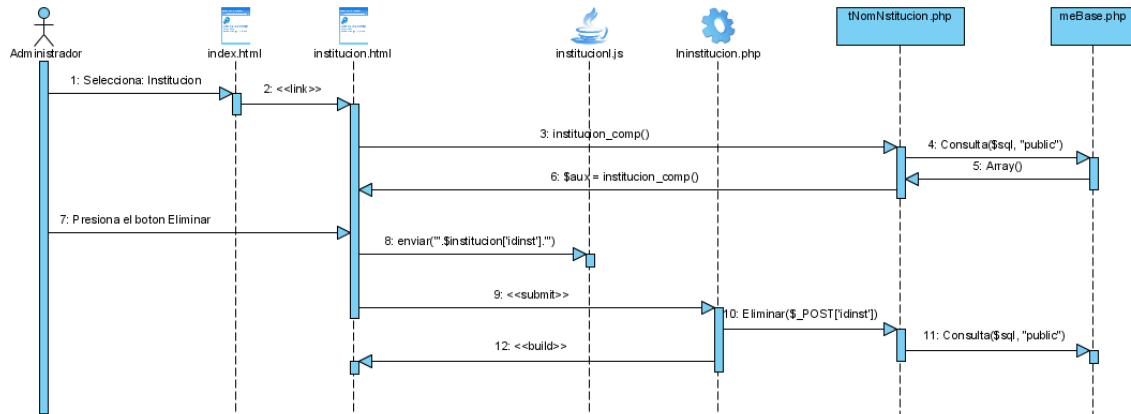 Administrador
index.html
institucion.html
institucionI.js
Ininstitucion.php
tNomNstitucion.php
meBase.php
1: Selecciona: Institucion
2: <<link>>
3: institucion_comp()
4: Consulta($sql, "public")
5: Array()
6: $aux = institucion_comp()
7: Presiona el boton Eliminar
8: enviar("'.$institucion['idinst'].'")
9: <<submit>>
10: Eliminar($_POST['idinst'])
11: Consulta($sql, "public")
12: <<build>>